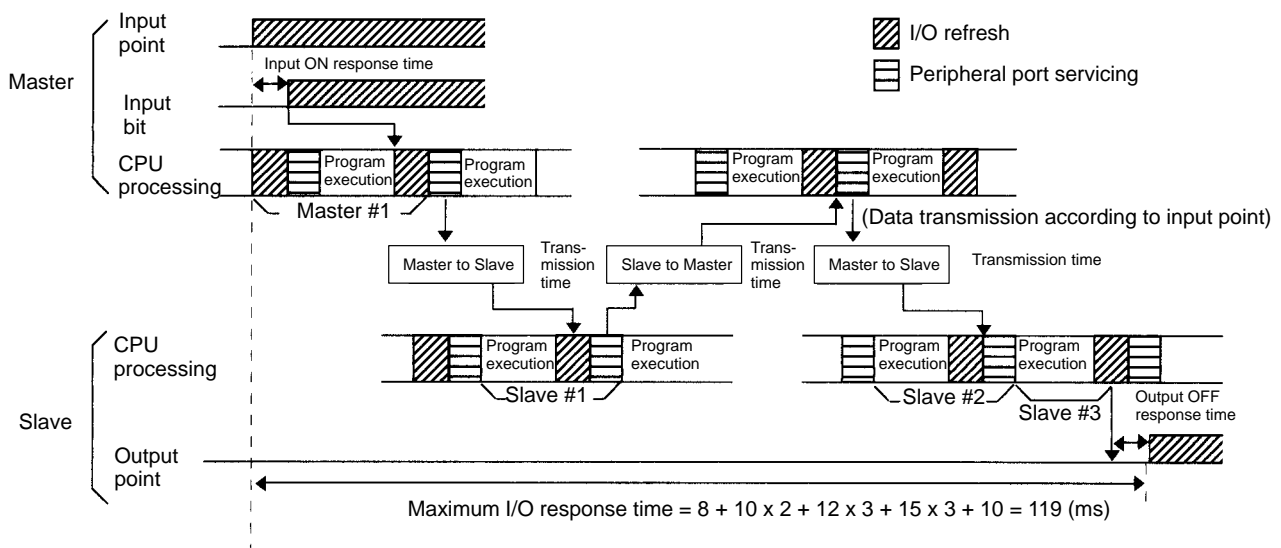 Input
point
I/O refresh
Peripheral port servicing
Master
Input ON response time
Input
bit
CPU
processing
Program
execution
Program
execution
Program
execution
Program
execution
Master #1
(Data transmission according to input point)
Master to Slave
Trans-
mission
time
Slave to Master
Trans-
mission
time
Master to Slave
Transmission time
CPU
processing
Program
execution
Program
execution
Program
execution
Program
execution
Slave #1
Slave #2
Slave #3
Output OFF
response time
Slave
Output
point
Maximum I/O response time = 8 + 10 x 2 + 12 x 3 + 15 x 3 + 10 = 119 (ms)